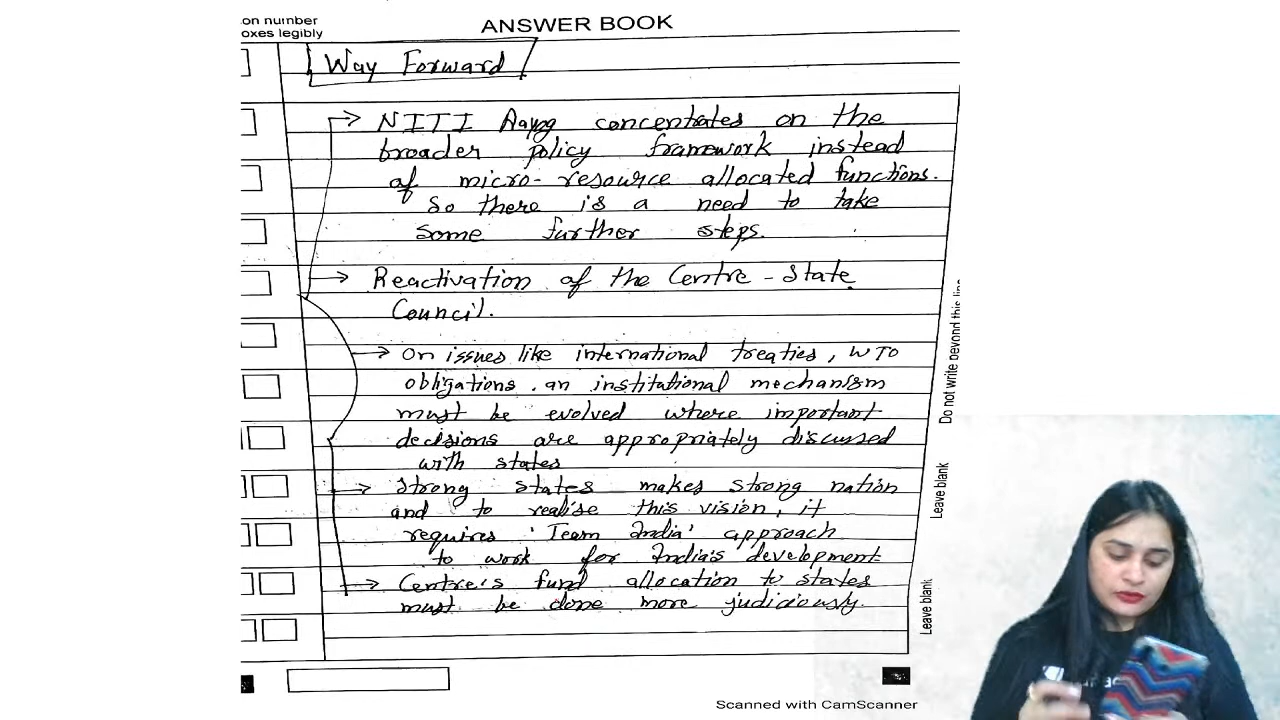 on number
oxes legibly
ANSWER BOOK
Way Forward
→ NITI Aayog concentrates on the
broader policy framework instead
of micro-resource allocated functions.
So there is a need to take
some further steps.
→ Reactivation of the Centre-State
Council.
→ On issues like international treaties, WTO
obligations. an institutional mechanism
must be evolved where important
decisions are appropriately discussed
with states
→ Strong states makes strong nation
and to realise this vision, it
requires 'Team India' approach
to work for India's development
→ Centre's fund allocation to states
must be done more judiciously.
Do not write beyond this line
Leave blank
Leave blank
Scanned with CamScanner